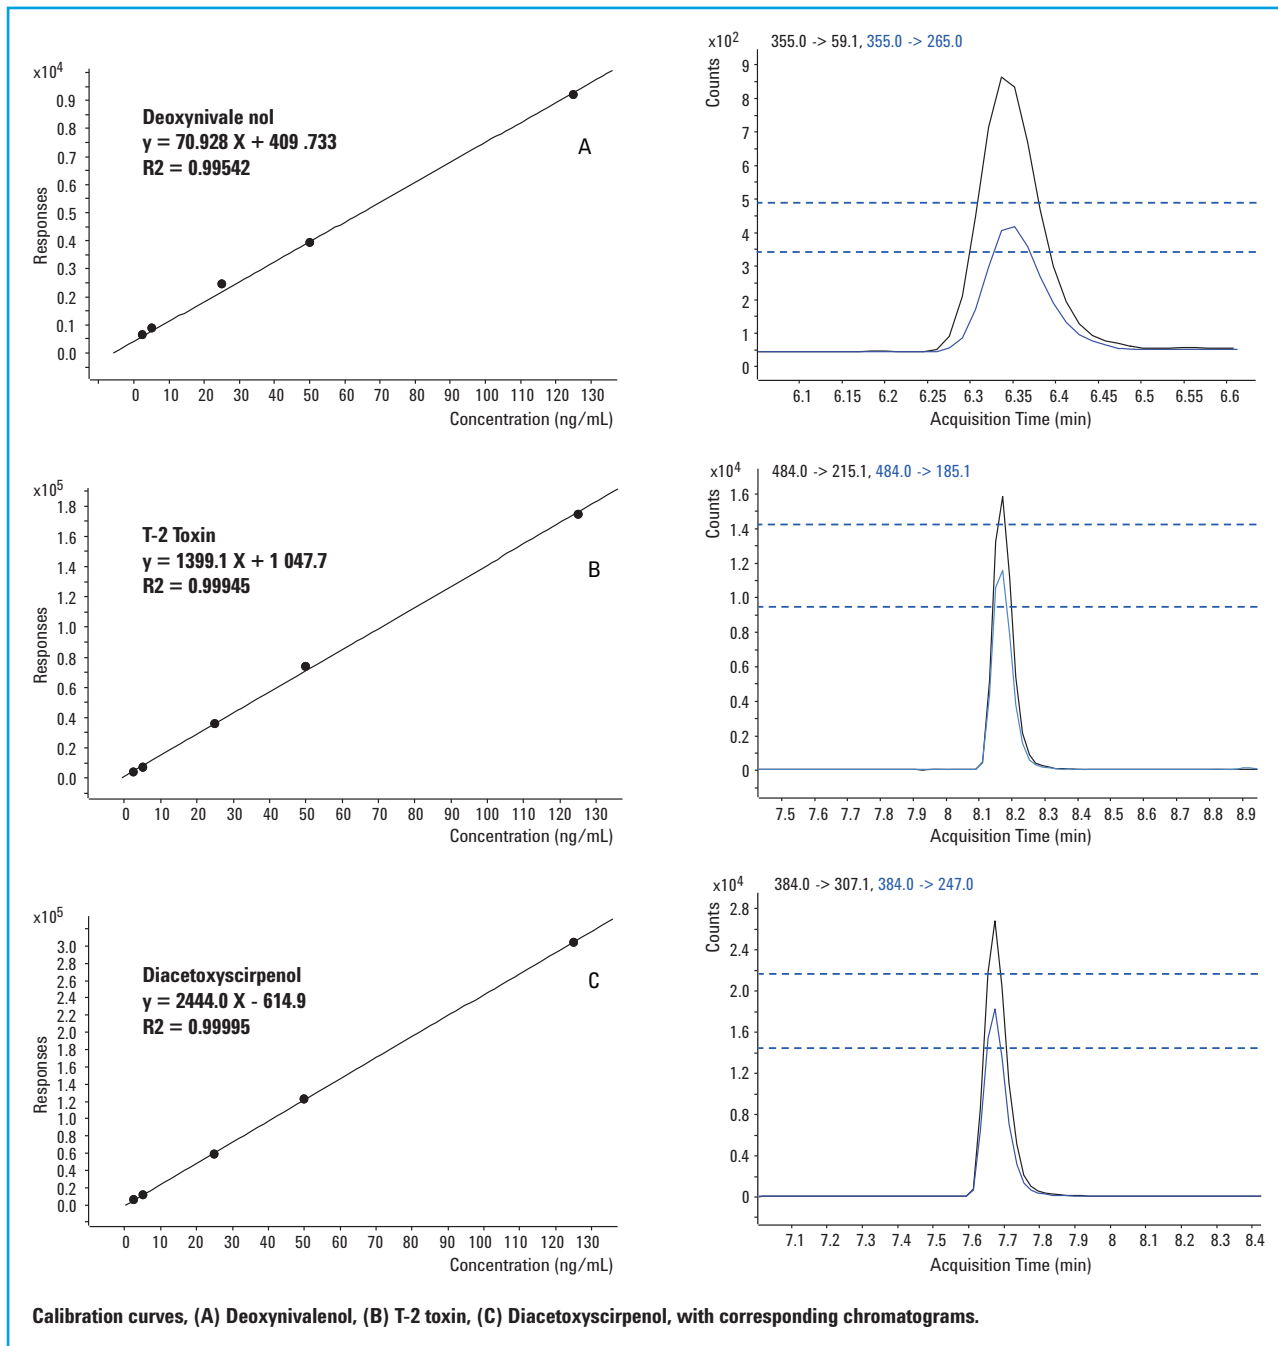 x10⁴
0.9
0.8
0.7
0.6
0.5
0.4
0.3
0.2
0.1
0.0
Responses
Deoxynivale nol
y = 70.928 X + 409 .733
R2 = 0.99542
A
0 10 20 30 40 50 60 70 80 90 100 110 120 130
Concentration (ng/mL)
x10²
355.0 -> 59.1, 355.0 -> 265.0
Counts
9
8
7
6
5
4
3
2
1
0
6.1 6.15 6.2 6.25 6.3 6.35 6.4 6.45 6.5 6.55 6.6
Acquisition Time (min)
x10⁵
1.8
1.6
1.4
1.2
1.0
0.8
0.6
0.4
0.2
0.0
Responses
T-2 Toxin
y = 1399.1 X + 1 047.7
R2 = 0.99945
B
0 10 20 30 40 50 60 70 80 90 100 110 120 130
Concentration (ng/mL)
x10⁴
484.0 -> 215.1, 484.0 -> 185.1
Counts
1.6
1.4
1.2
1.0
0.8
0.6
0.4
0.2
0
7.5 7.6 7.7 7.8 7.9 8 8.1 8.2 8.3 8.4 8.5 8.6 8.7 8.8 8.9
Acquisition Time (min)
x10⁵
3.0
2.8
2.6
2.4
2.2
2.0
1.8
1.6
1.4
1.2
1.0
0.8
0.6
0.4
0.2
0.0
Responses
Diacetoxyscirpenol
y = 2444.0 X - 614.9
R2 = 0.99995
C
0 10 20 30 40 50 60 70 80 90 100 110 120 130
Concentration (ng/mL)
x10⁴
384.0 -> 307.1, 384.0 -> 247.0
Counts
2.8
2.4
2.0
1.6
1.2
0.8
0.4
0
7.1 7.2 7.3 7.4 7.5 7.6 7.7 7.8 7.9 8 8.1 8.2 8.3 8.4
Acquisition Time (min)
Calibration curves, (A) Deoxynivalenol, (B) T-2 toxin, (C) Diacetoxyscirpenol, with corresponding chromatograms.